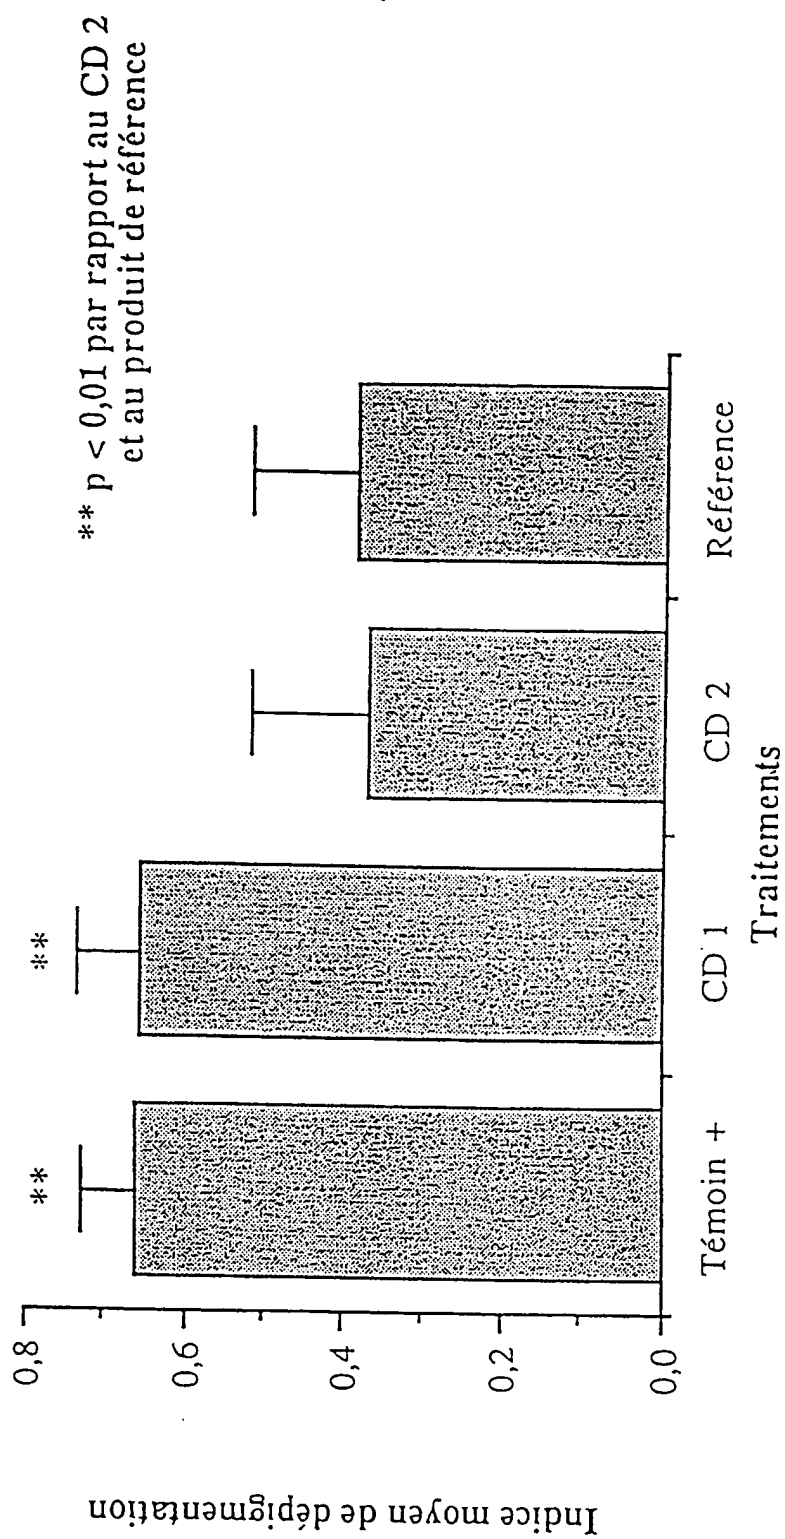 ** p < 0,01 par rapport au CD 2
et au produit de référence
Indice moyen de dépigmentation
0,8
0,6
0,4
0,2
0,0
**
**
Témoin +
CD 1
CD 2
Référence
Traitements